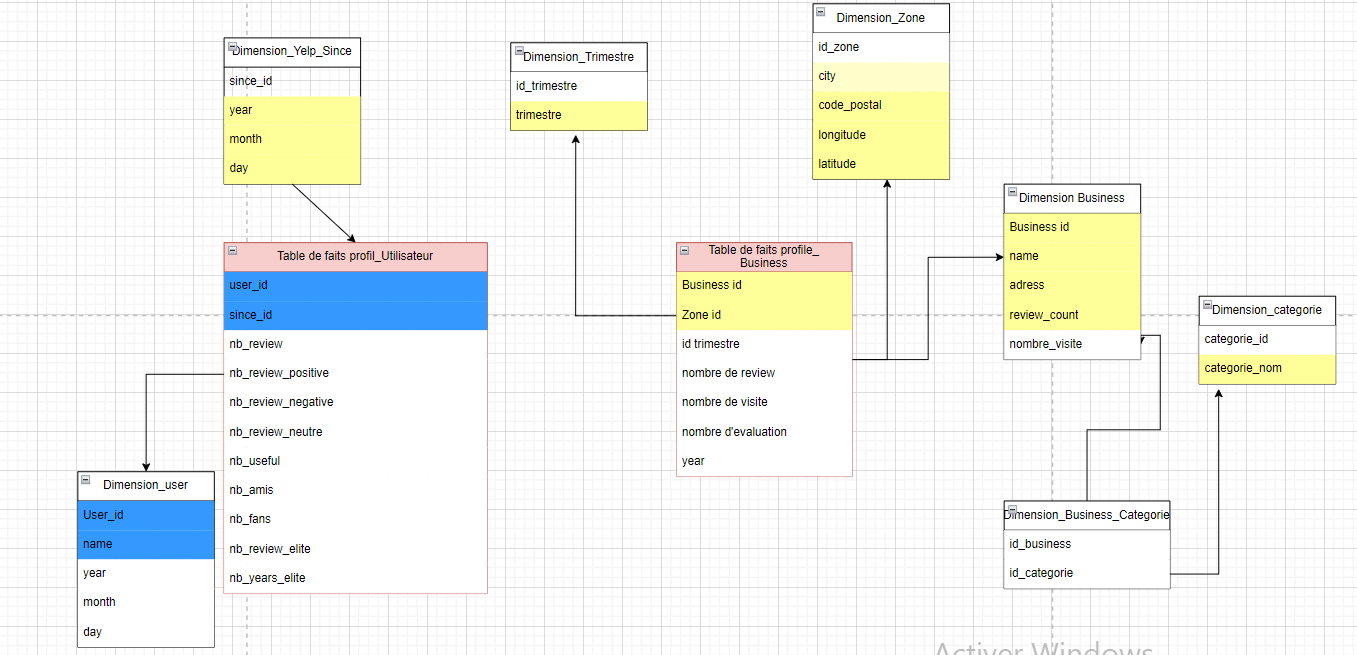 Dimension_Yelp_Since
since_id
year
month
day
Dimension_Trimestre
id_trimestre
trimestre
Dimension_Zone
id_zone
city
code_postal
longitude
latitude
Dimension Business
Business id
name
adress
review_count
nombre_visite
Table de faits profil_Utilisateur
user_id
since_id
nb_review
nb_review_positive
nb_review_negative
nb_review_neutre
nb_useful
nb_amis
nb_fans
nb_review_elite
nb_years_elite
Table de faits profile_
Business
Business id
Zone id
id trimestre
nombre de review
nombre de visite
nombre d'evaluation
year
Dimension_categorie
categorie_id
categorie_nom
Dimension_user
User_id
name
year
month
day
Dimension_Business_Categorie
id_business
id_categorie
Activer Windows